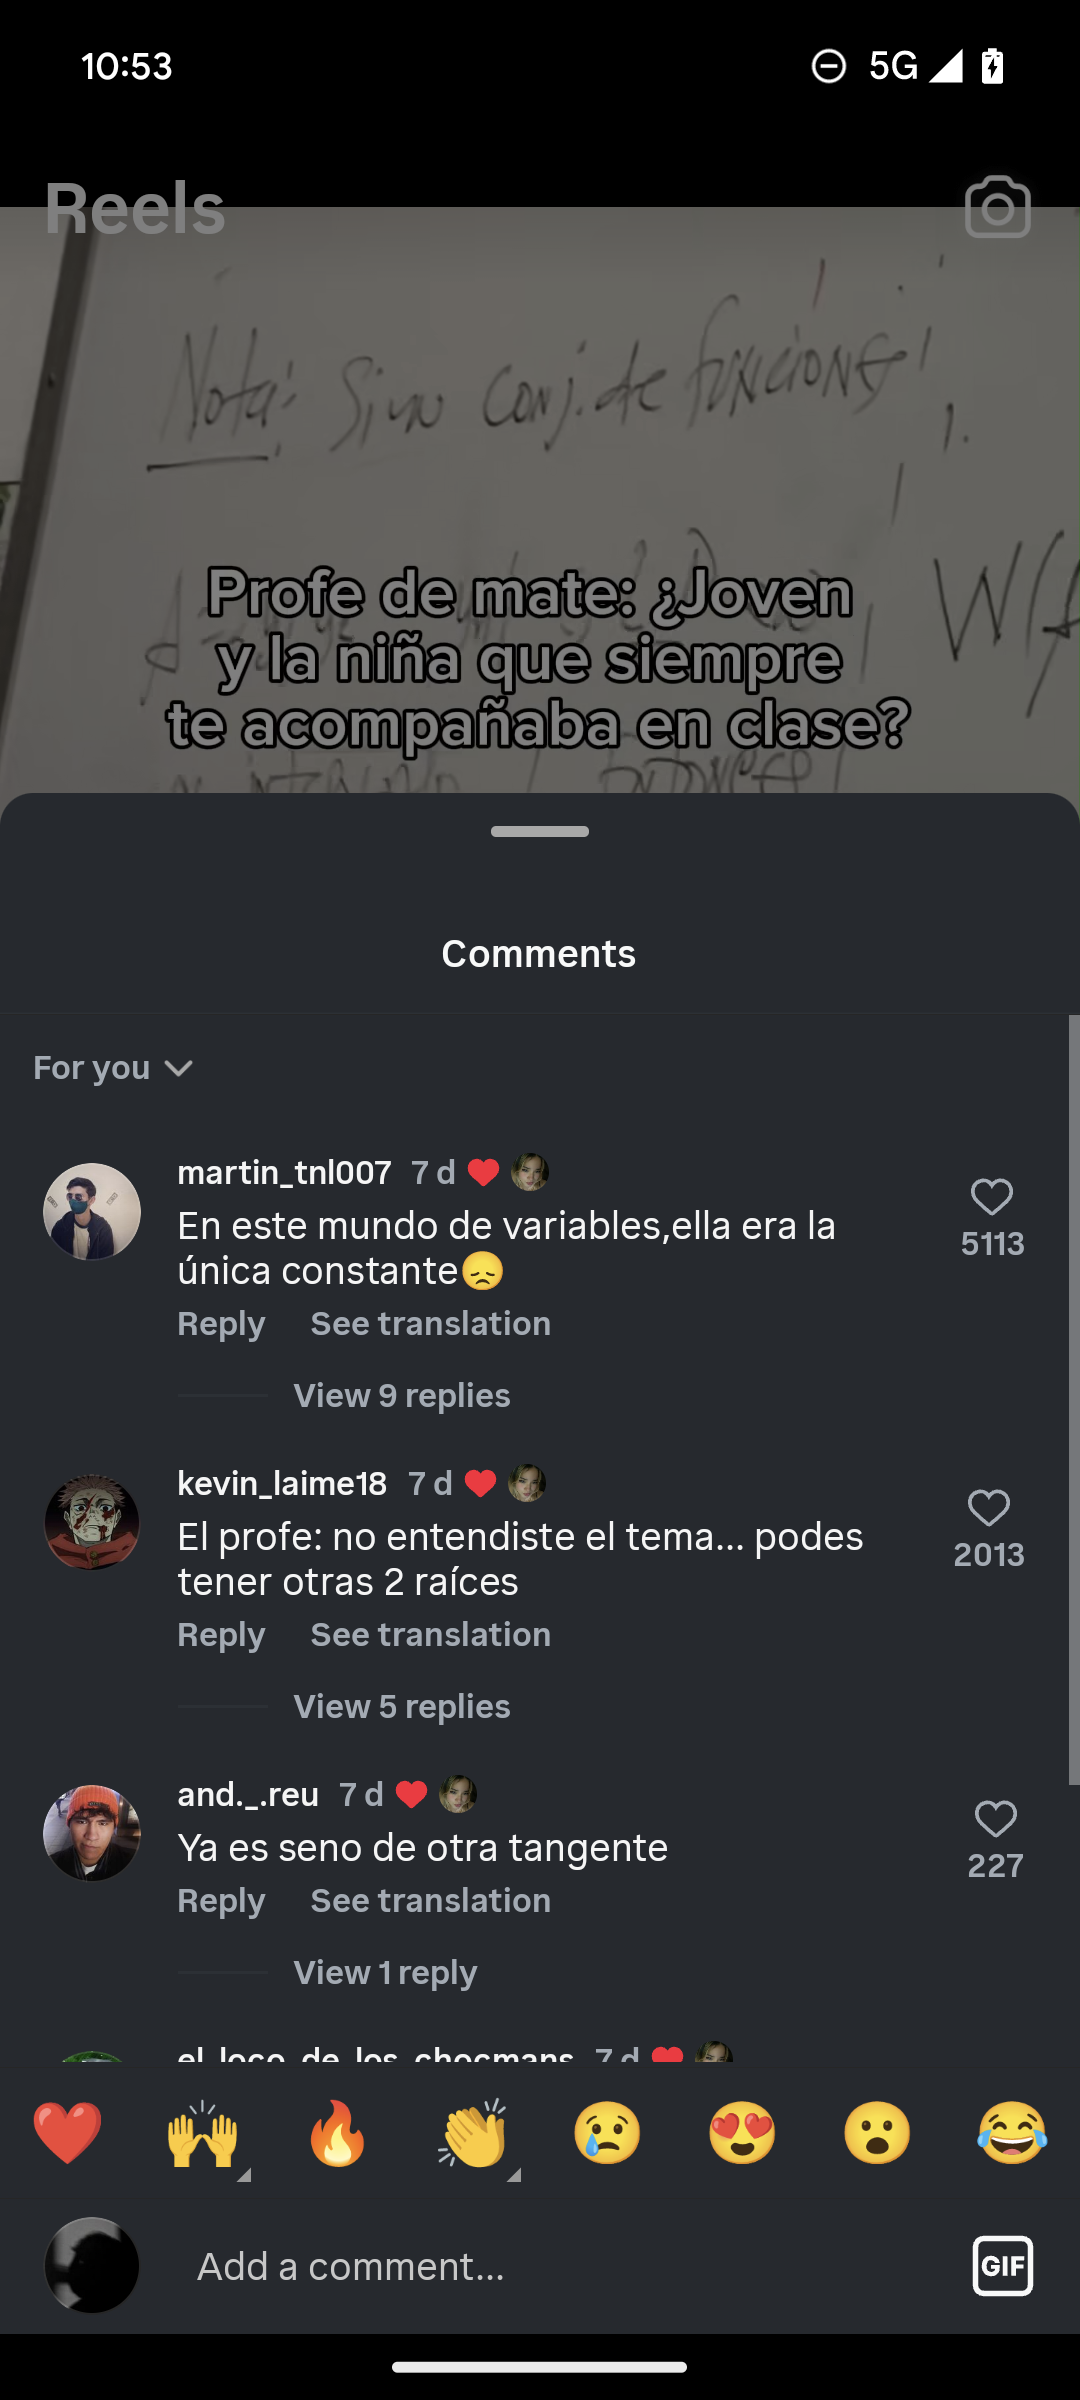 10:53
5G
Reels
Nota: Si un conj. de funciones
Profe de mate: ¿Joven
y la niña que siempre
te acompañaba en clase?
Comments
For you
martin_tnl007 7 d
En este mundo de variables,ella era la
única constante😞
Reply See translation
View 9 replies
5113
kevin_laime18 7 d
El profe: no entendiste el tema... podes
tener otras 2 raíces
Reply See translation
View 5 replies
2013
and._.reu 7 d
Ya es seno de otra tangente
Reply See translation
View 1 reply
227
el_loco_de_los_chocmans 7 d
Add a comment...
GIF